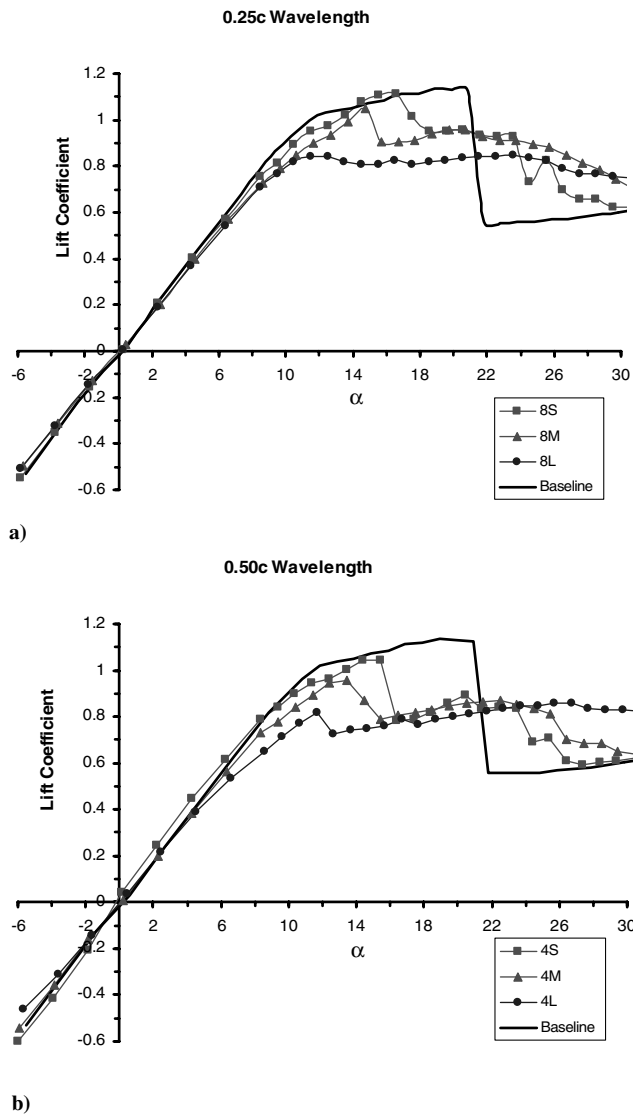 0.25c Wavelength
1.2
1
0.8
0.6
0.4
0.2
0
-0.2
-0.4
-0.6
Lift Coefficient
-6 -2 2 6 10 14 18 22 26 30
α
8S
8M
8L
Baseline
a)
0.50c Wavelength
1.2
1
0.8
0.6
0.4
0.2
0
-0.2
-0.4
-0.6
Lift Coefficient
-6 -2 2 6 10 14 18 22 26 30
α
4S
4M
4L
Baseline
b)